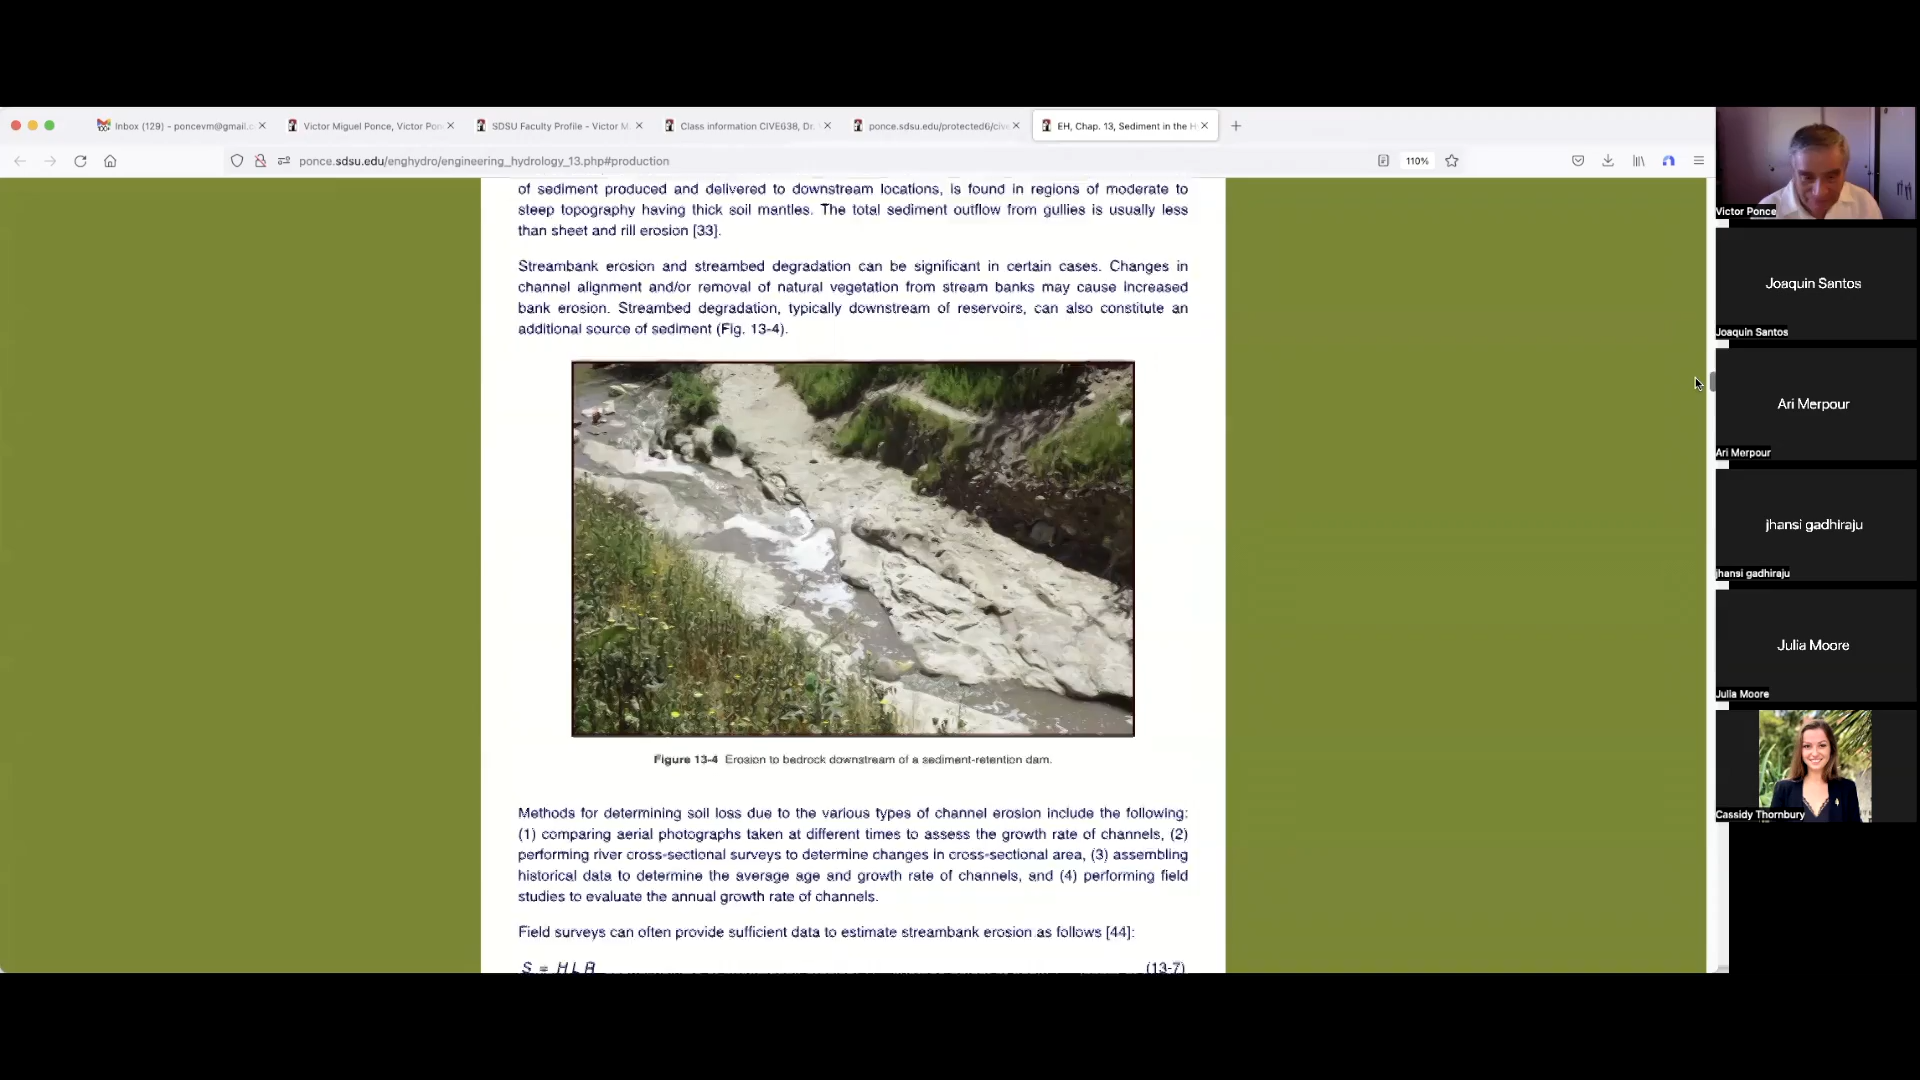 Inbox (129) - poncevm@gmail.c
Victor Miguel Ponce, Victor Pon
SDSU Faculty Profile - Victor M.
Class information CIVE638, Dr.
ponce.sdsu.edu/protected6/cive
EH, Chap. 13, Sediment in the H
ponce.sdsu.edu/enghydro/engineering_hydrology_13.php#production
110%
of sediment produced and delivered to downstream locations, is found in regions of moderate to
steep topography having thick soil mantles. The total sediment outflow from gullies is usually less
than sheet and rill erosion [33].
Streambank erosion and streambed degradation can be significant in certain cases. Changes in
channel alignment and/or removal of natural vegetation from stream banks may cause increased
bank erosion. Streambed degradation, typically downstream of reservoirs, can also constitute an
additional source of sediment (Fig. 13-4).
Figure 13-4 Erosion to bedrock downstream of a sediment-retention dam.
Methods for determining soil loss due to the various types of channel erosion include the following:
(1) comparing aerial photographs taken at different times to assess the growth rate of channels, (2)
performing river cross-sectional surveys to determine changes in cross-sectional area, (3) assembling
historical data to determine the average age and growth rate of channels, and (4) performing field
studies to evaluate the annual growth rate of channels.
Field surveys can often provide sufficient data to estimate streambank erosion as follows [44]:
S = H L R (13-7)
Victor Ponce
Joaquin Santos
Joaquin Santos
Ari Merpour
Ari Merpour
jhansi gadhiraju
jhansi gadhiraju
Julia Moore
Julia Moore
Cassidy Thornbury